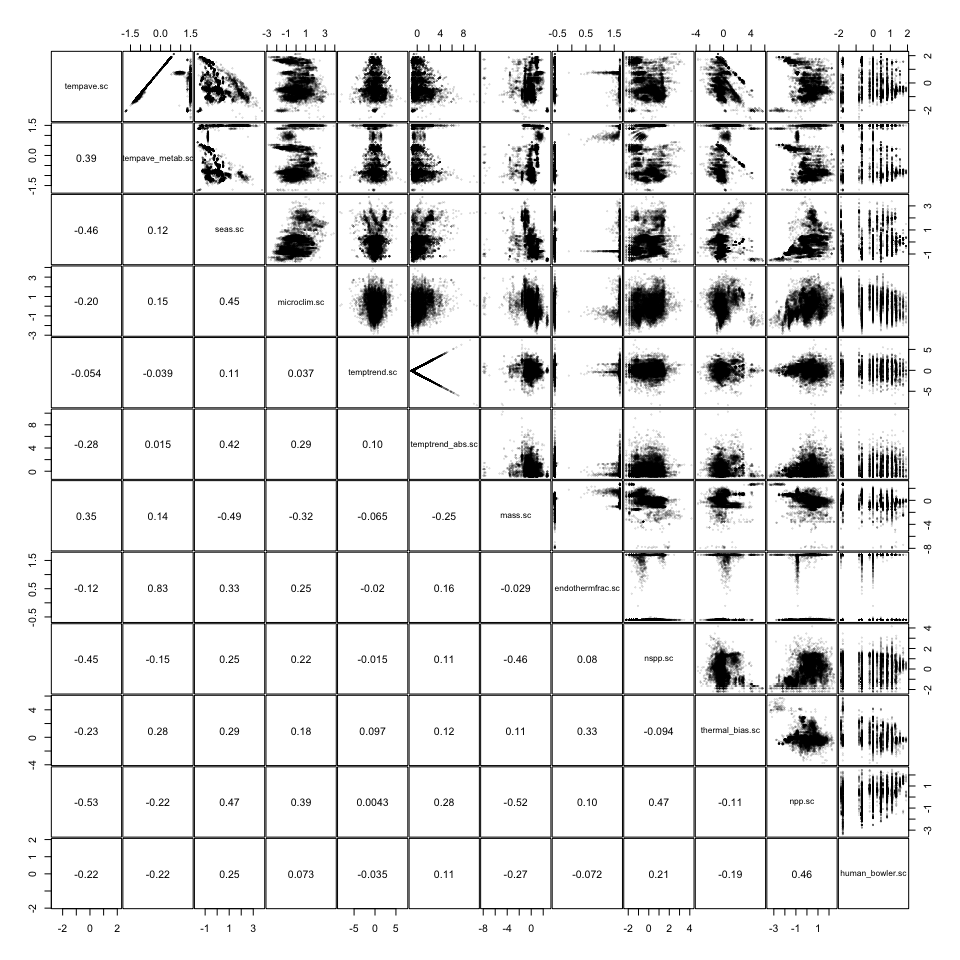 -1.5 0.0 1.5 -3 -1 1 3 0 4 8 -0.5 0.5 1.5 -4 0 4 -2 0 1 2
tempave.sc
-2 0 2
-1.5 0.0 1.5
0.39 tempave_metab.sc
-0.46 0.12 seas.sc
-1 1 3
-3 -1 1 3
-0.20 0.15 0.45 microclim.sc
-0.054 -0.039 0.11 0.037 temptrend.sc
-5 0 5
0 4 8
-0.28 0.015 0.42 0.29 0.10 temptrend_abs.sc
0.35 0.14 -0.49 -0.32 -0.065 -0.25 mass.sc
-8 -4 0
-0.5 0.5 1.5
-0.12 0.83 0.33 0.25 -0.02 0.16 -0.029 endothermfrac.sc
-0.45 -0.15 0.25 0.22 -0.015 0.11 -0.46 0.08 nspp.sc
-2 0 2 4
-4 0 4
-0.23 0.28 0.29 0.18 0.097 0.12 0.11 0.33 -0.094 thermal_bias.sc
-0.53 -0.22 0.47 0.39 0.0043 0.28 -0.52 0.10 0.47 -0.11 npp.sc
-3 -1 1
-2 0 1 2
-0.22 -0.22 0.25 0.073 -0.035 0.11 -0.27 -0.072 0.21 -0.19 0.46 human_bowler.sc
-2 0 2 -1 1 3 -5 0 5 -8 -4 0 -2 0 2 4 -3 -1 1